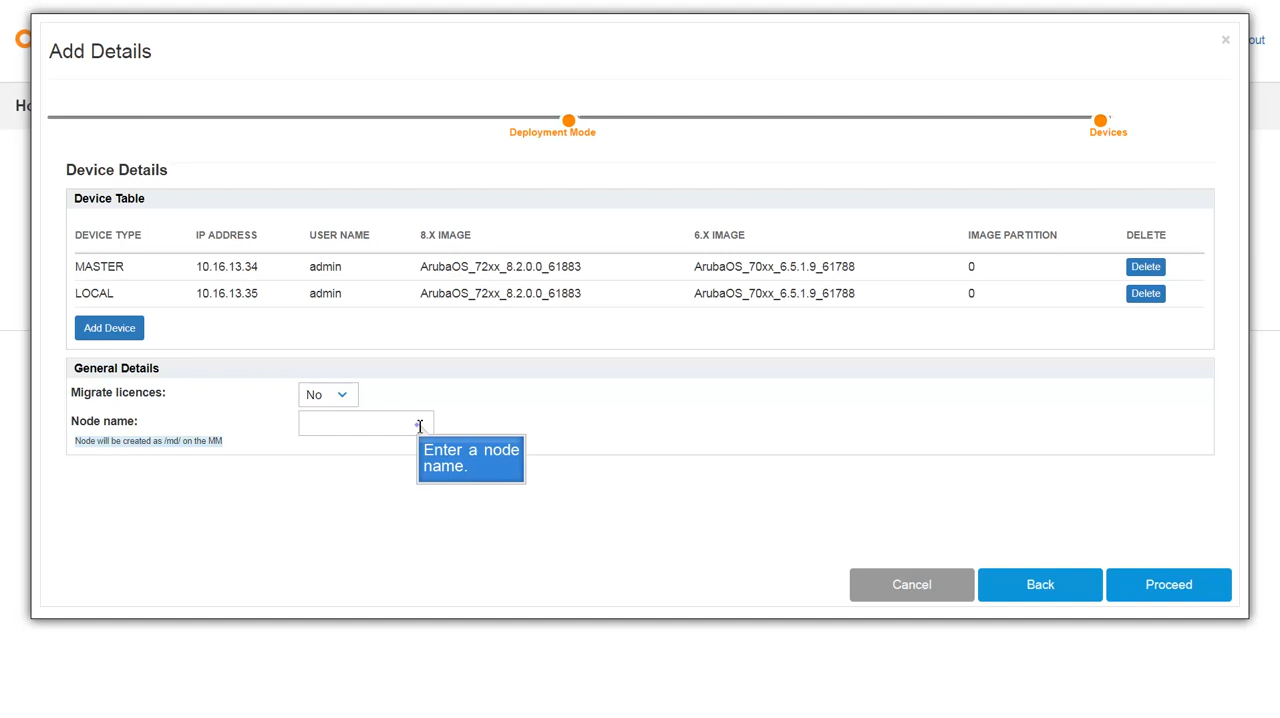 Add Details
×
out
Ho
Deployment Mode
Devices
Device Details
Device Table
DEVICE TYPE IP ADDRESS USER NAME 8.X IMAGE 6.X IMAGE IMAGE PARTITION DELETE
MASTER 10.16.13.34 admin ArubaOS_72xx_8.2.0.0_61883 ArubaOS_70xx_6.5.1.9_61788 0 Delete
LOCAL 10.16.13.35 admin ArubaOS_72xx_8.2.0.0_61883 ArubaOS_70xx_6.5.1.9_61788 0 Delete
Add Device
General Details
Migrate licences: No
Node name:
Node will be created as /md/ on the MM
Enter a node
name.
Cancel Back Proceed